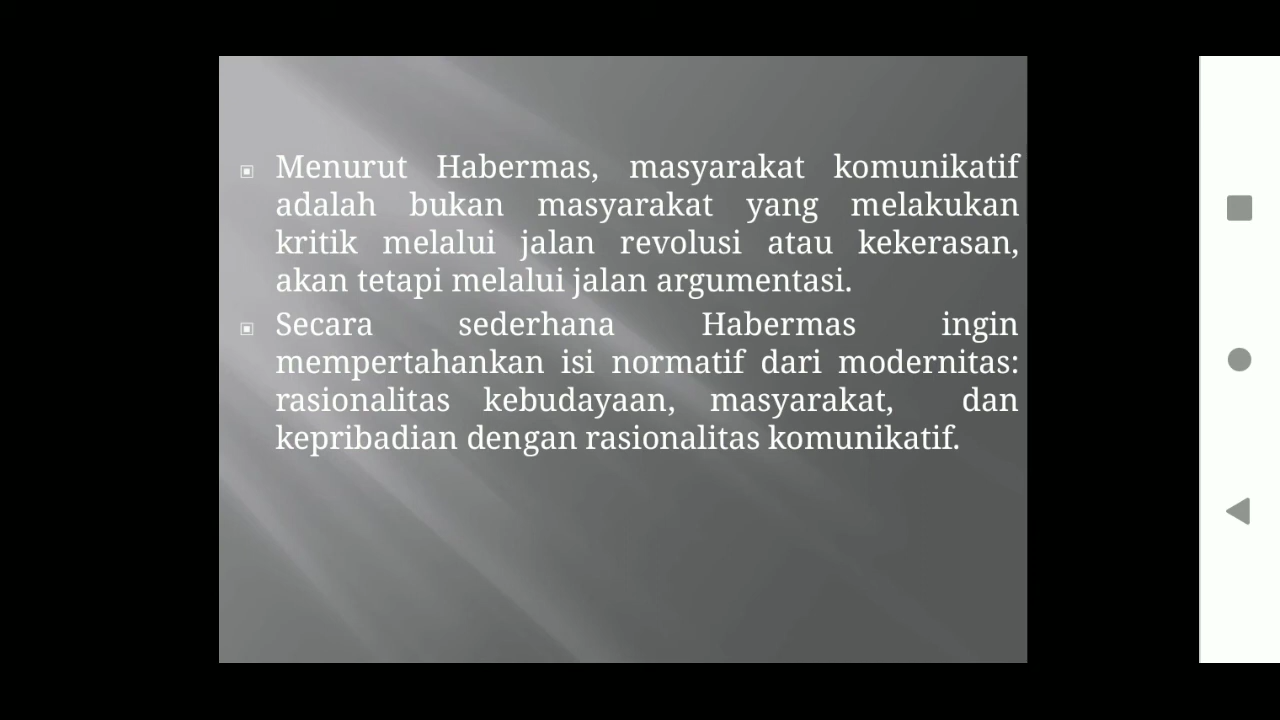 Menurut Habermas, masyarakat komunikatif
adalah bukan masyarakat yang melakukan
kritik melalui jalan revolusi atau kekerasan,
akan tetapi melalui jalan argumentasi.
Secara sederhana Habermas ingin
mempertahankan isi normatif dari modernitas:
rasionalitas kebudayaan, masyarakat, dan
kepribadian dengan rasionalitas komunikatif.